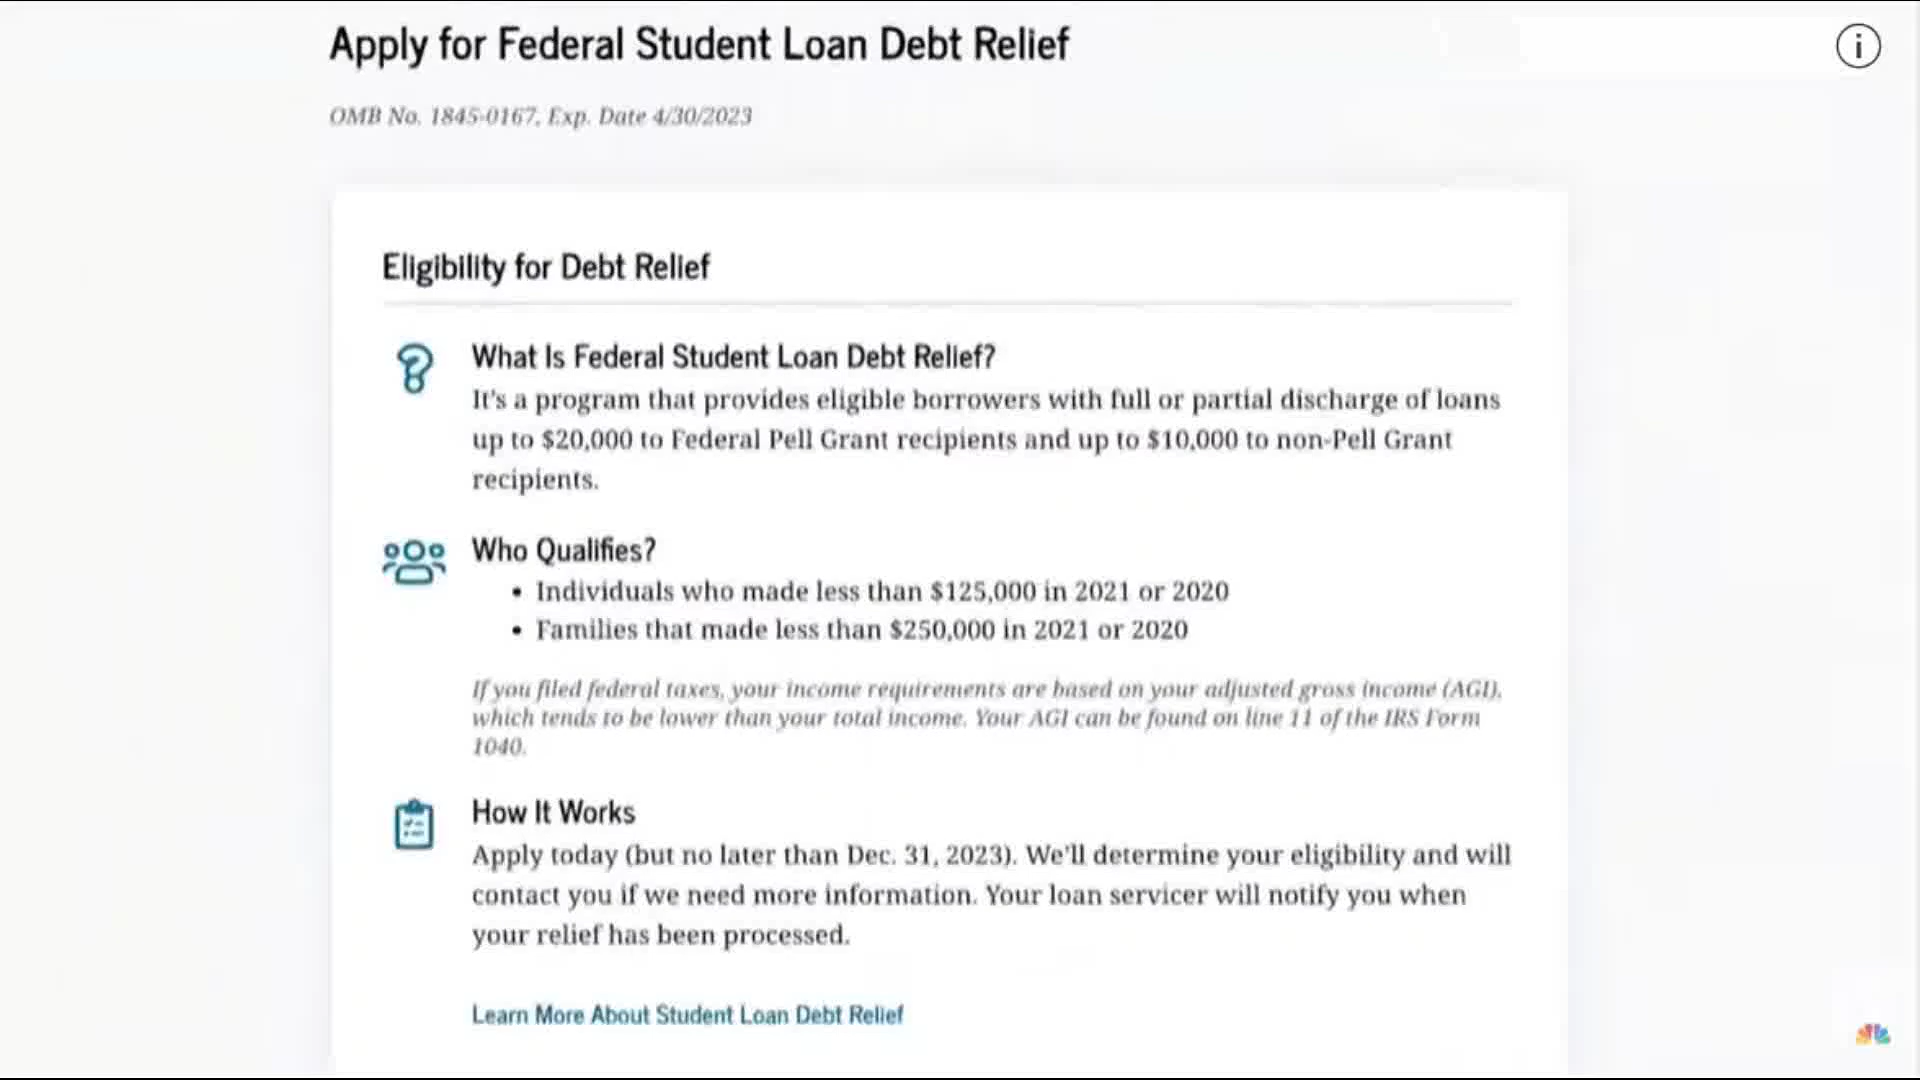 Apply for Federal Student Loan Debt Relief
OMB No. 1845-0167, Exp. Date 4/30/2023
Eligibility for Debt Relief
What Is Federal Student Loan Debt Relief?
It's a program that provides eligible borrowers with full or partial discharge of loans
up to $20,000 to Federal Pell Grant recipients and up to $10,000 to non-Pell Grant
recipients.
Who Qualifies?
• Individuals who made less than $125,000 in 2021 or 2020
• Families that made less than $250,000 in 2021 or 2020
If you filed federal taxes, your income requirements are based on your adjusted gross income (AGI),
which tends to be lower than your total income. Your AGI can be found on line 11 of the IRS Form
1040.
How It Works
Apply today (but no later than Dec. 31, 2023). We'll determine your eligibility and will
contact you if we need more information. Your loan servicer will notify you when
your relief has been processed.
Learn More About Student Loan Debt Relief